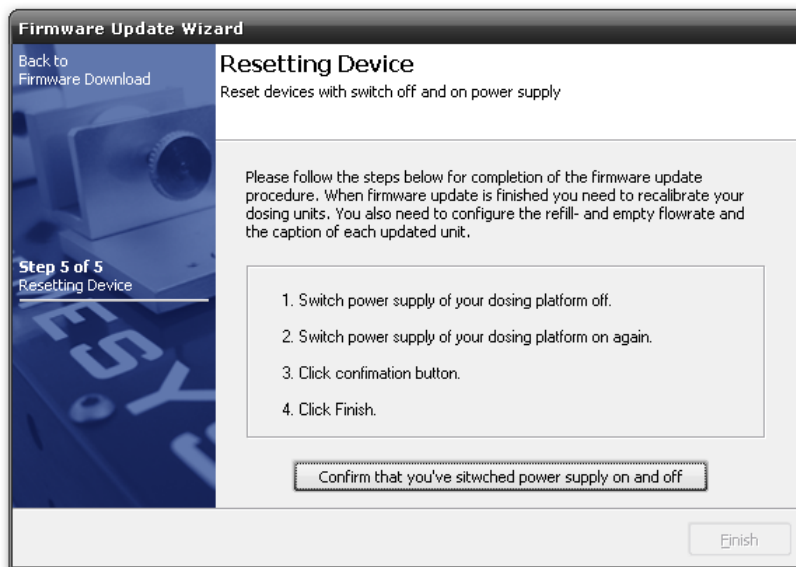 Firmware Update Wizard
Back to
Firmware Download
Resetting Device
Reset devices with switch off and on power supply
Please follow the steps below for completion of the firmware update
procedure. When firmware update is finished you need to recalibrate your
dosing units. You also need to configure the refill- and empty flowrate and
the caption of each updated unit.
Step 5 of 5
Resetting Device
1. Switch power supply of your dosing platform off.
2. Switch power supply of your dosing platform on again.
3. Click confimation button.
4. Click Finish.
NESYS
Confirm that you've sitwched power supply on and off
Finish